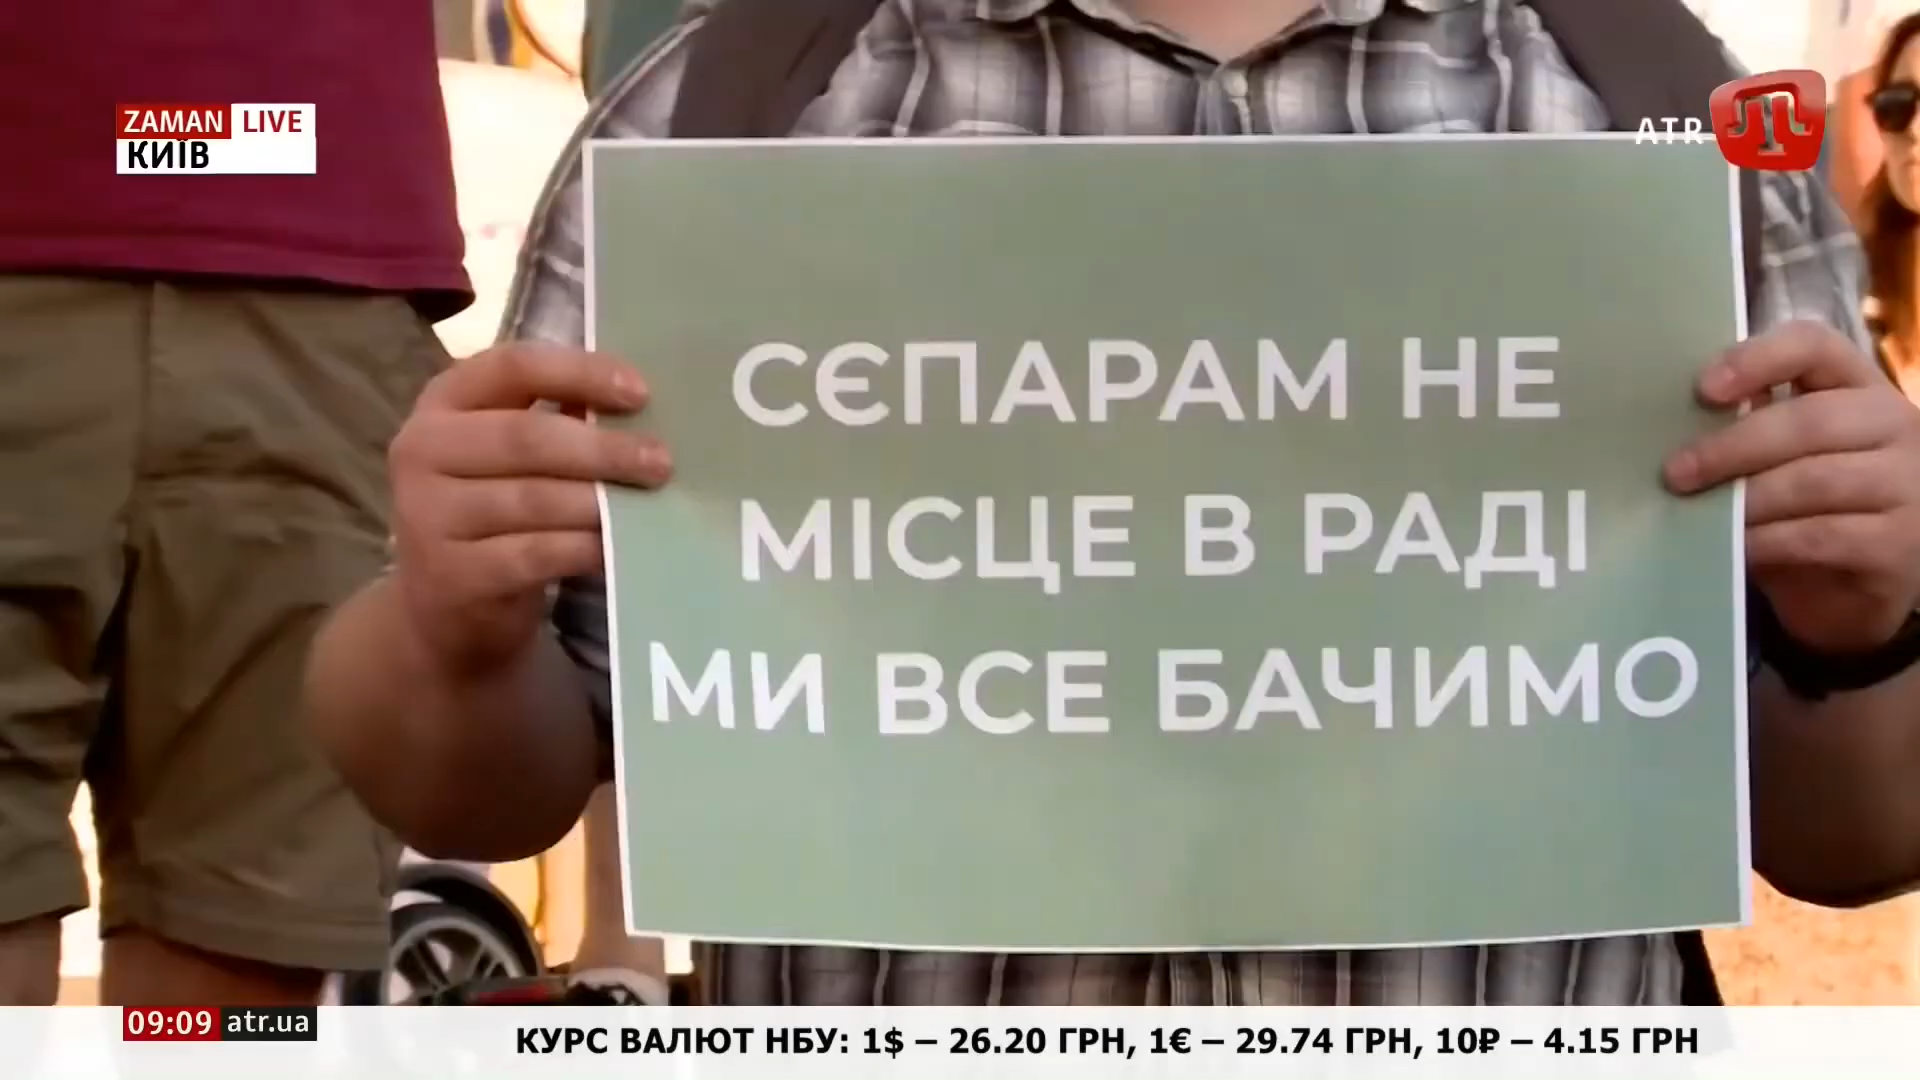 ZAMAN LIVE
КИЇВ
ATR
СЄПАРАМ НЕ
МІСЦЕ В РАДІ
МИ ВСЕ БАЧИМО
09:09 atr.ua
КУРС ВАЛЮТ НБУ: 1$ – 26.20 ГРН, 1€ – 29.74 ГРН, 10₽ – 4.15 ГРН